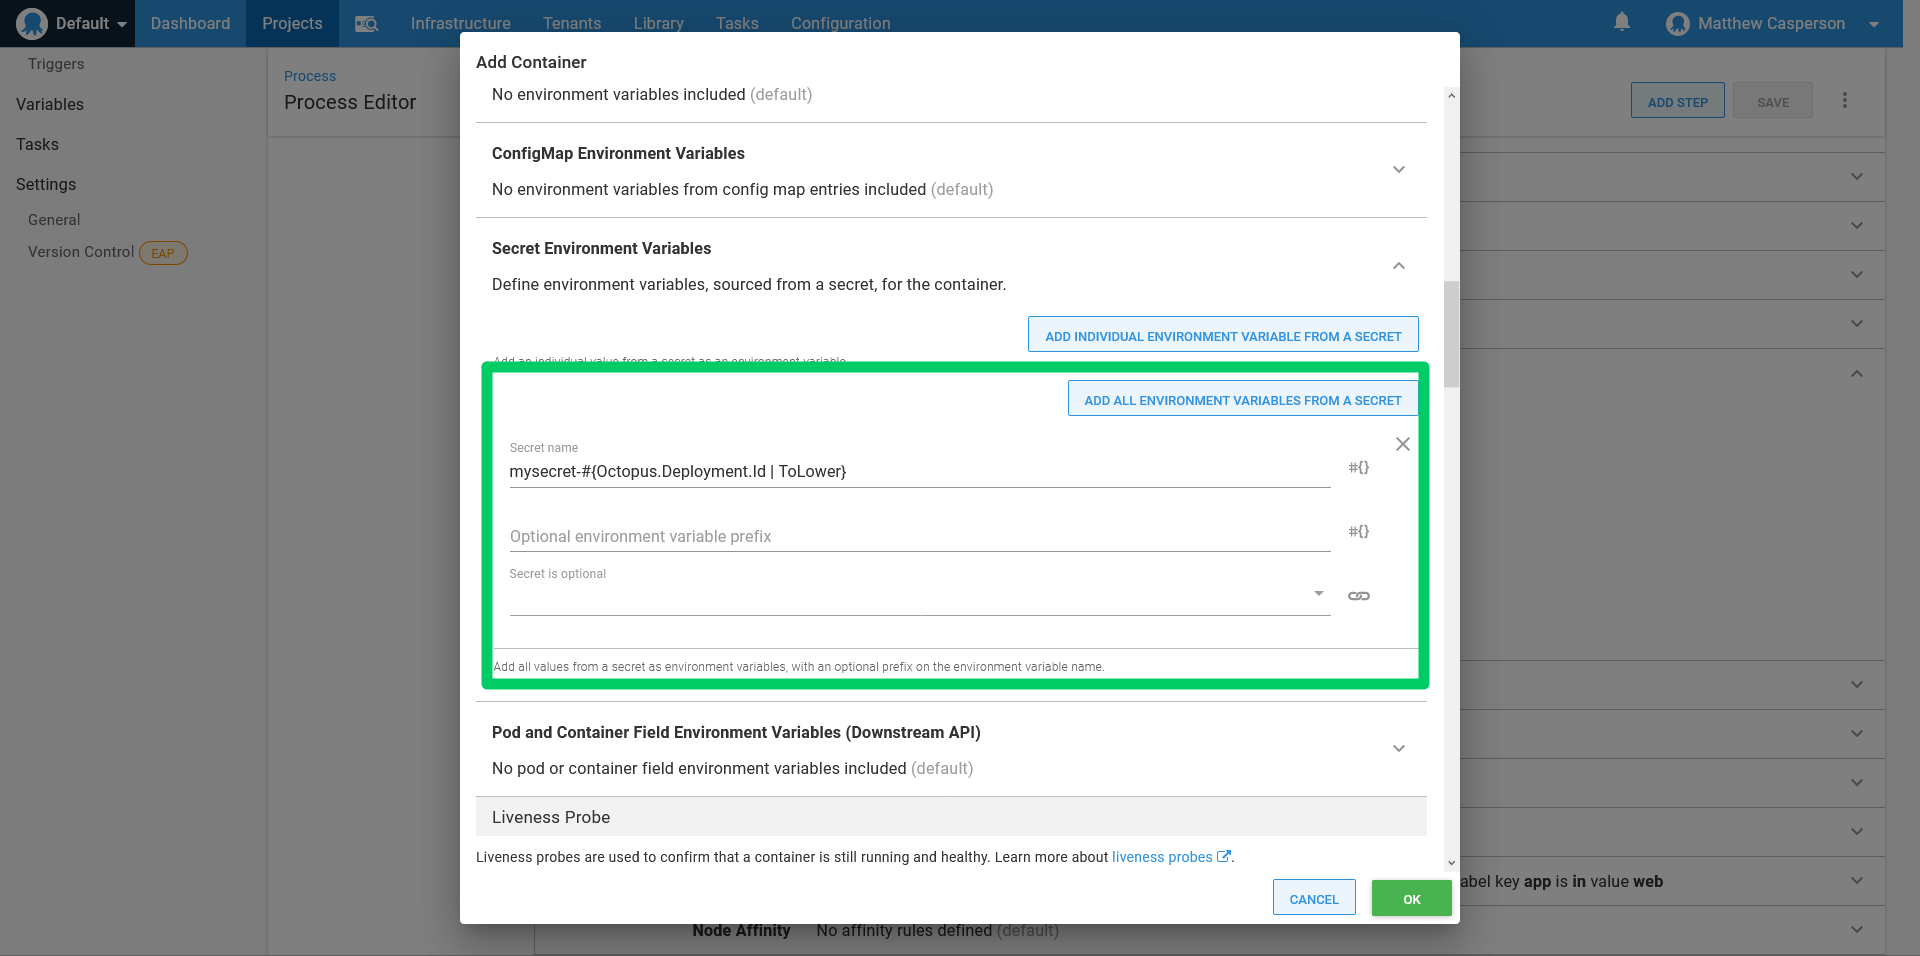 Default
Dashboard
Projects
Infrastructure
Tenants
Library
Tasks
Configuration
Matthew Casperson
Triggers
Variables
Tasks
Settings
General
Version Control EAP
Process
Process Editor
ADD STEP
SAVE
Add Container
No environment variables included (default)
ConfigMap Environment Variables
No environment variables from config map entries included (default)
Secret Environment Variables
Define environment variables, sourced from a secret, for the container.
ADD INDIVIDUAL ENVIRONMENT VARIABLE FROM A SECRET
Add an individual value from a secret as an environment variable.
ADD ALL ENVIRONMENT VARIABLES FROM A SECRET
Secret name
mysecret-#{Octopus.Deployment.Id | ToLower}
#{}
Optional environment variable prefix
#{}
Secret is optional
Add all values from a secret as environment variables, with an optional prefix on the environment variable name.
Pod and Container Field Environment Variables (Downstream API)
No pod or container field environment variables included (default)
Liveness Probe
Liveness probes are used to confirm that a container is still running and healthy. Learn more about liveness probes.
CANCEL
OK
abel key app is in value web
Node Affinity No affinity rules defined (default)